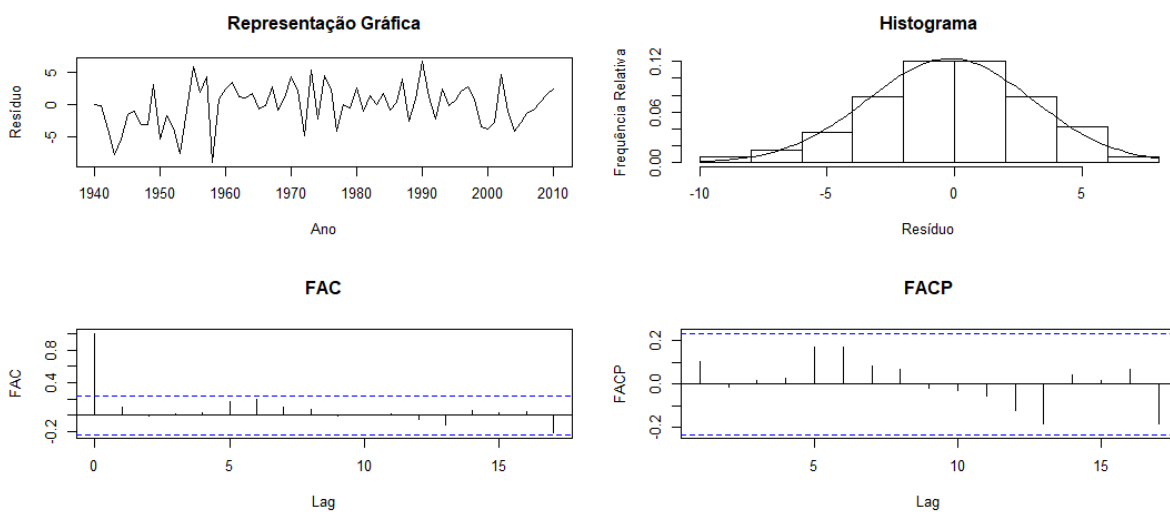 Representação Gráfica
Resíduo
5
0
-5
1940 1950 1960 1970 1980 1990 2000 2010
Ano
Histograma
Frequência Relativa
0.12
0.06
0.00
-10 -5 0 5
Resíduo
FAC
FAC
0.8
0.4
-0.2
0 5 10 15
Lag
FACP
FACP
0.2
0.0
-0.2
5 10 15
Lag